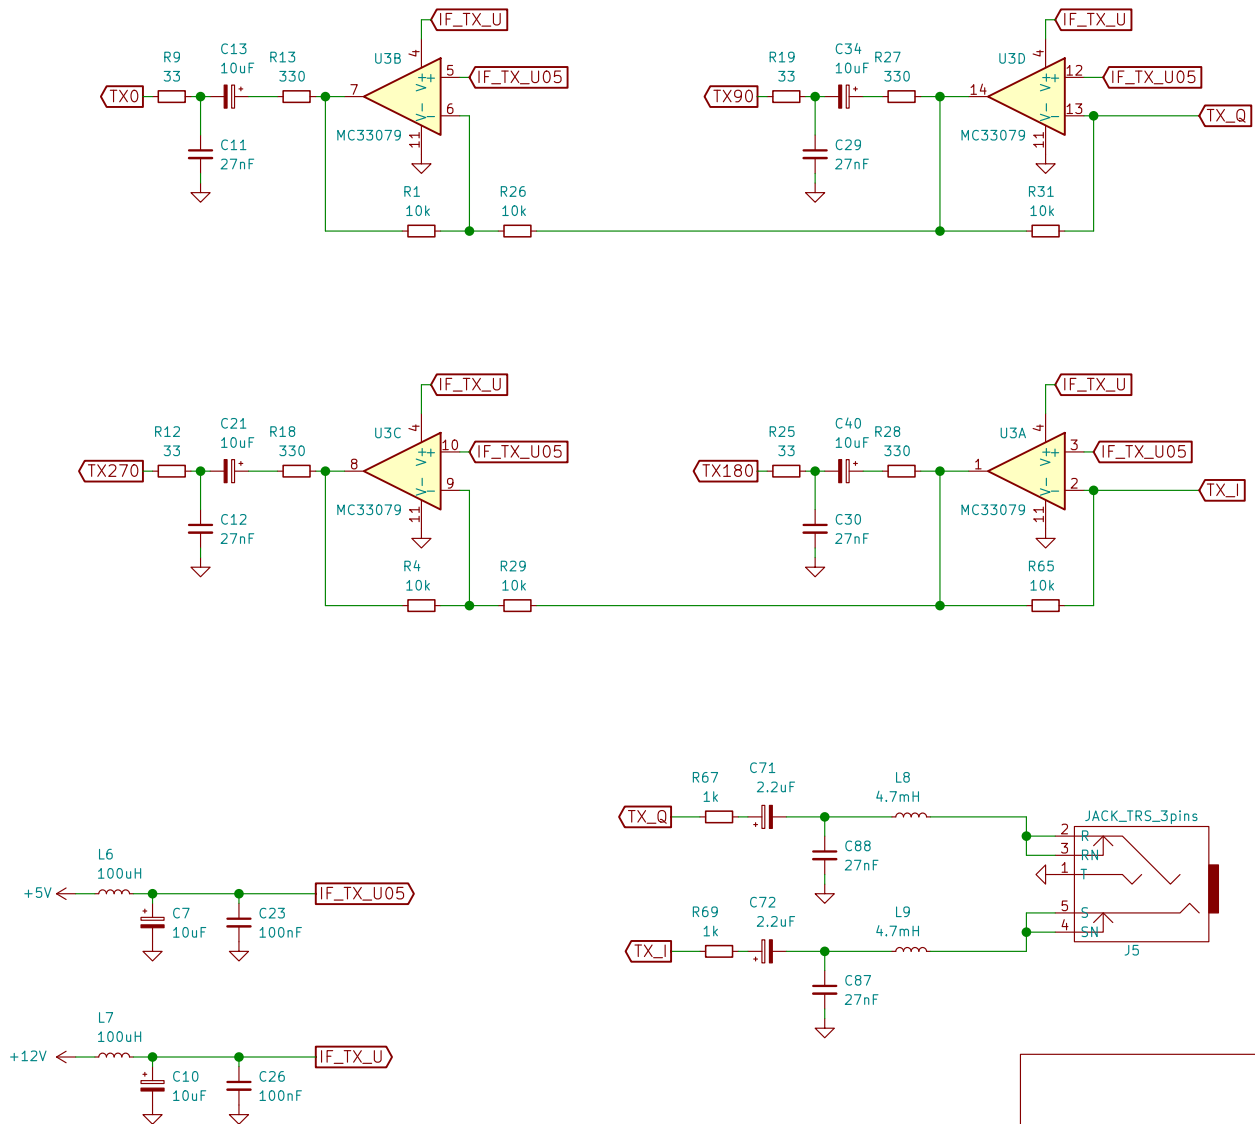 IF_TX_U
R9
33
C13
10uF
R13
330
U3B
4
V+
+
V-
-
5
IF_TX_U05
TX0
7
6
MC33079
11
C11
27nF
R1
10k
R26
10k
IF_TX_U
R19
33
C34
10uF
R27
330
U3D
4
V+
+
V-
-
12
IF_TX_U05
TX90
14
13
TX_Q
MC33079
11
C29
27nF
R31
10k
IF_TX_U
R12
33
C21
10uF
R18
330
U3C
4
V+
+
V-
-
10
IF_TX_U05
TX270
8
9
MC33079
11
C12
27nF
R4
10k
R29
10k
IF_TX_U
R25
33
C40
10uF
R28
330
U3A
4
V+
+
V-
-
3
IF_TX_U05
TX180
1
2
TX_I
MC33079
11
C30
27nF
R65
10k
R67
1k
C71
2.2uF
L8
4.7mH
TX_Q
+
C88
27nF
JACK_TRS_3pins
2
R
3
RN
1
T
5
S
4
SN
J5
R69
1k
C72
2.2uF
L9
4.7mH
TX_I
+
C87
27nF
L6
100uH
+5V
IF_TX_U05
+
C7
10uF
C23
100nF
L7
100uH
+12V
IF_TX_U
+
C10
10uF
C26
100nF